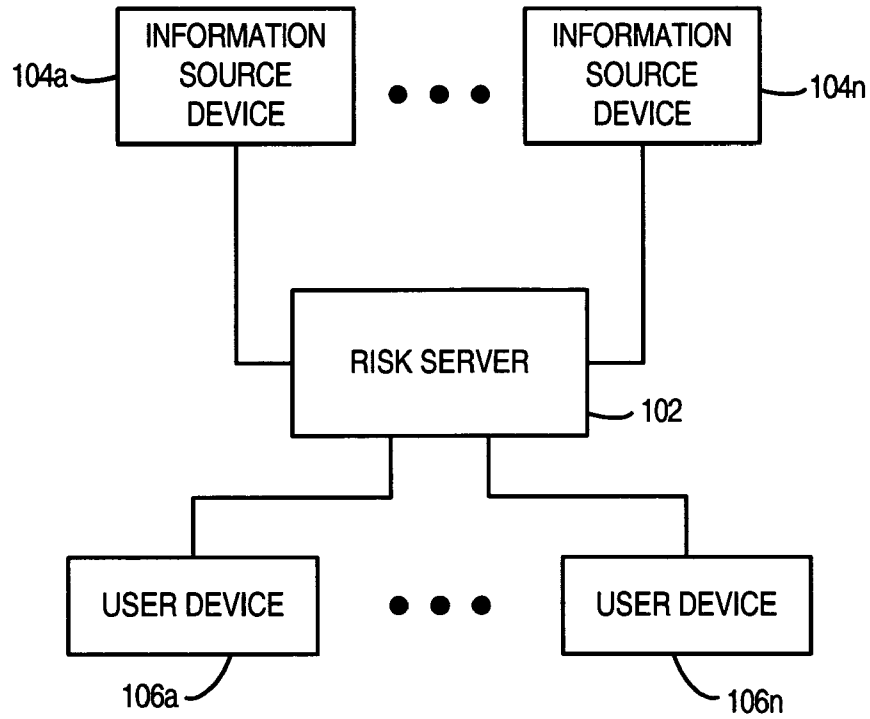 INFORMATION
SOURCE
DEVICE
104a
INFORMATION
SOURCE
DEVICE
104n
RISK SERVER
102
USER DEVICE
106a
USER DEVICE
106n